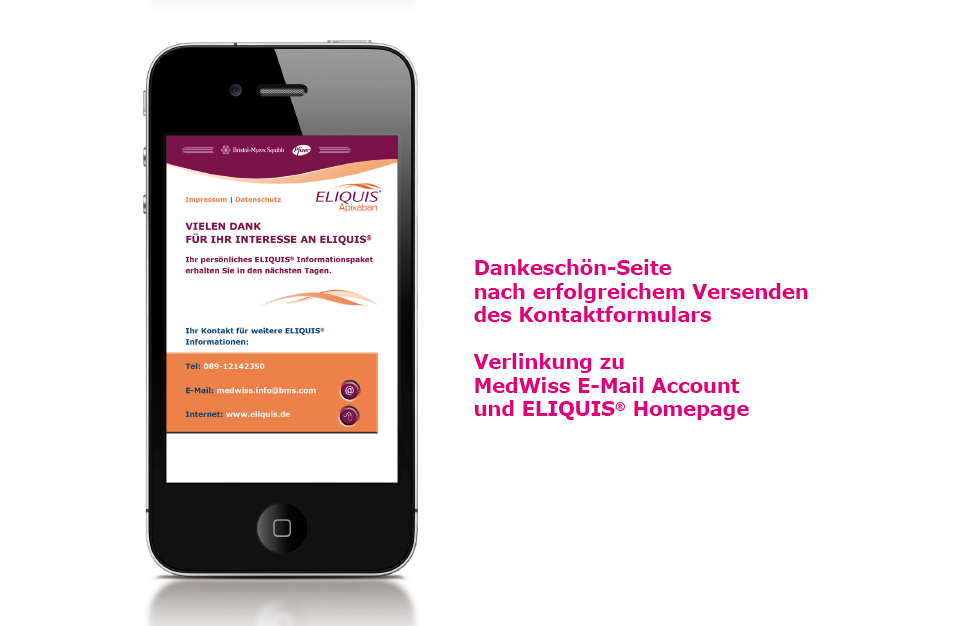 Bristol-Myers Squibb Pfizer
Impressum | Datenschutz
ELIQUIS®
Apixaban
VIELEN DANK
FÜR IHR INTERESSE AN ELIQUIS®
Ihr persönliches ELIQUIS® Informationspaket
erhalten Sie in den nächsten Tagen.
Ihr Kontakt für weitere ELIQUIS®
Informationen:
Tel: 089-12142350
E-Mail: medwiss.info@bms.com
@
Internet: www.eliquis.de
Dankeschön-Seite
nach erfolgreichem Versenden
des Kontaktformulars
Verlinkung zu
MedWiss E-Mail Account
und ELIQUIS® Homepage